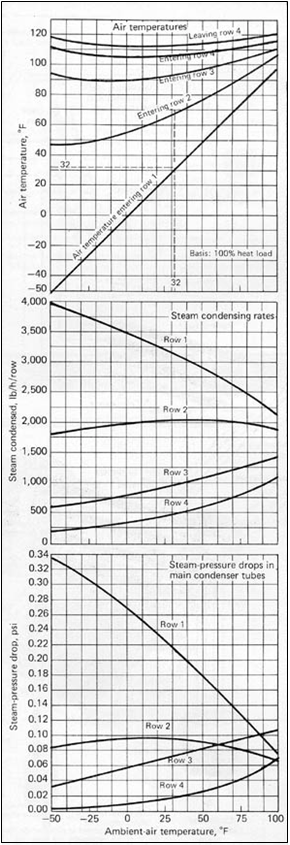 Air temperatures
120
100
80
60
40
20
0
-20
-40
-50
Air temperature, °F
Leaving row 4
Entering row 4
Entering row 3
Entering row 2
Air temperature entering row 1
32
32
Basis: 100% heat load
Steam condensing rates
4,000
3,500
3,000
2,500
2,000
1,500
1,000
500
0
Steam condensed, lb/h/row
Row 1
Row 2
Row 3
Row 4
Steam-pressure drops in
main condenser tubes
0.34
0.32
0.30
0.28
0.26
0.24
0.22
0.20
0.18
0.16
0.14
0.12
0.10
0.08
0.06
0.04
0.02
0.00
Steam-pressure drop, psi
Row 1
Row 2
Row 3
Row 4
-50 -25 0 25 50 75 100
Ambient-air temperature, °F